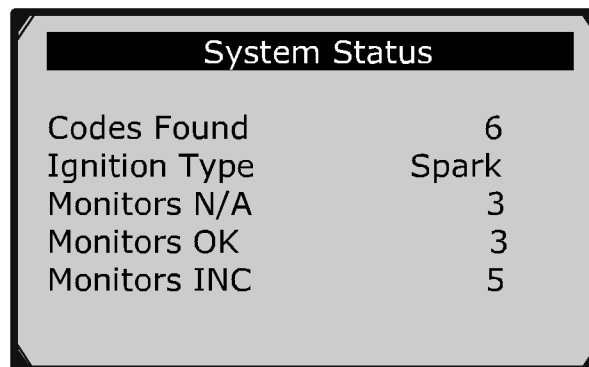 System Status
Codes Found 6
Ignition Type Spark
Monitors N/A 3
Monitors OK 3
Monitors INC 5